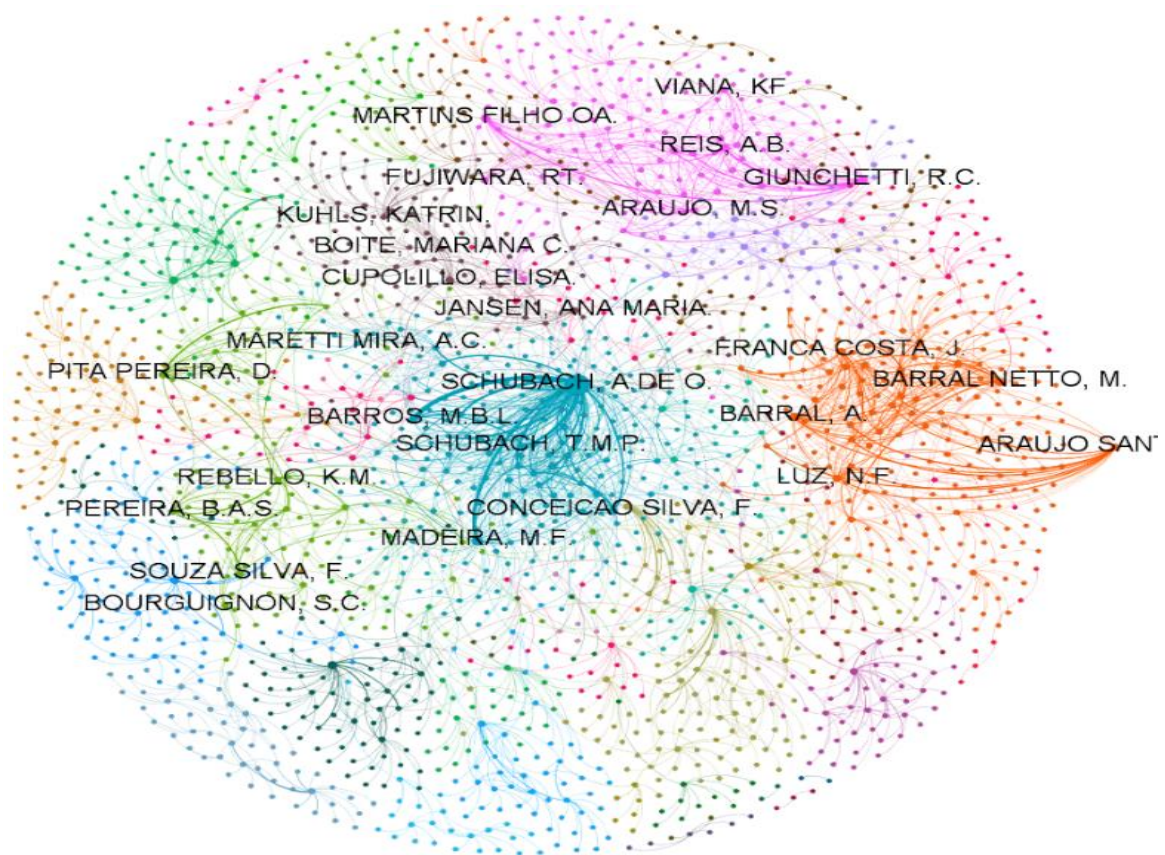 VIANA, KF.
MARTINS FILHO OA.
REIS, A.B.
FUJIWARA, RT.
GIUNCHETTI, R.C.
KUHLS, KATRIN.
ARAUJO, M.S.
BOITE, MARIANA C.
CUPOLILLO, ELISA.
JANSEN, ANA MARIA.
MARETTI MIRA, A.C.
FRANCA COSTA, J.
PITA PEREIRA, D.
SCHUBACH, A.DE O.
BARRAL NETTO, M.
BARROS, M.B.L.
BARRAL, A.
SCHUBACH, T.M.P.
ARAUJO SANT
REBELLO, K.M.
LUZ, N.F.
PEREIRA, B.A.S.
CONCEICAO SILVA, F.
MADEIRA, M.F.
SOUZA SILVA, F.
BOURGUIGNON, S.C.